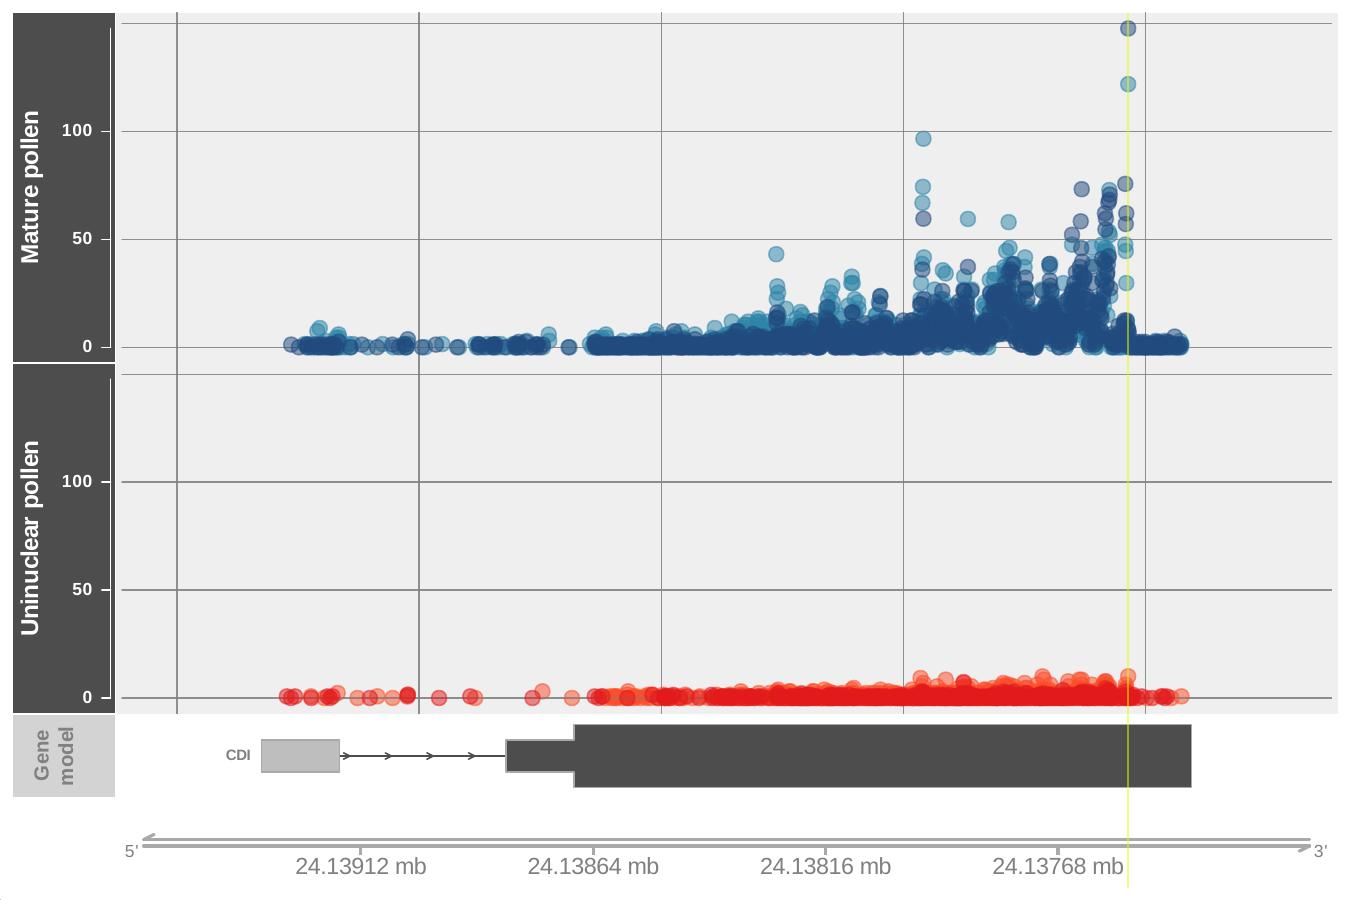 Mature pollen
100
50
0
Uninuclear pollen
100
50
0
Gene
model
CDI
5'
3'
24.13912 mb
24.13864 mb
24.13816 mb
24.13768 mb